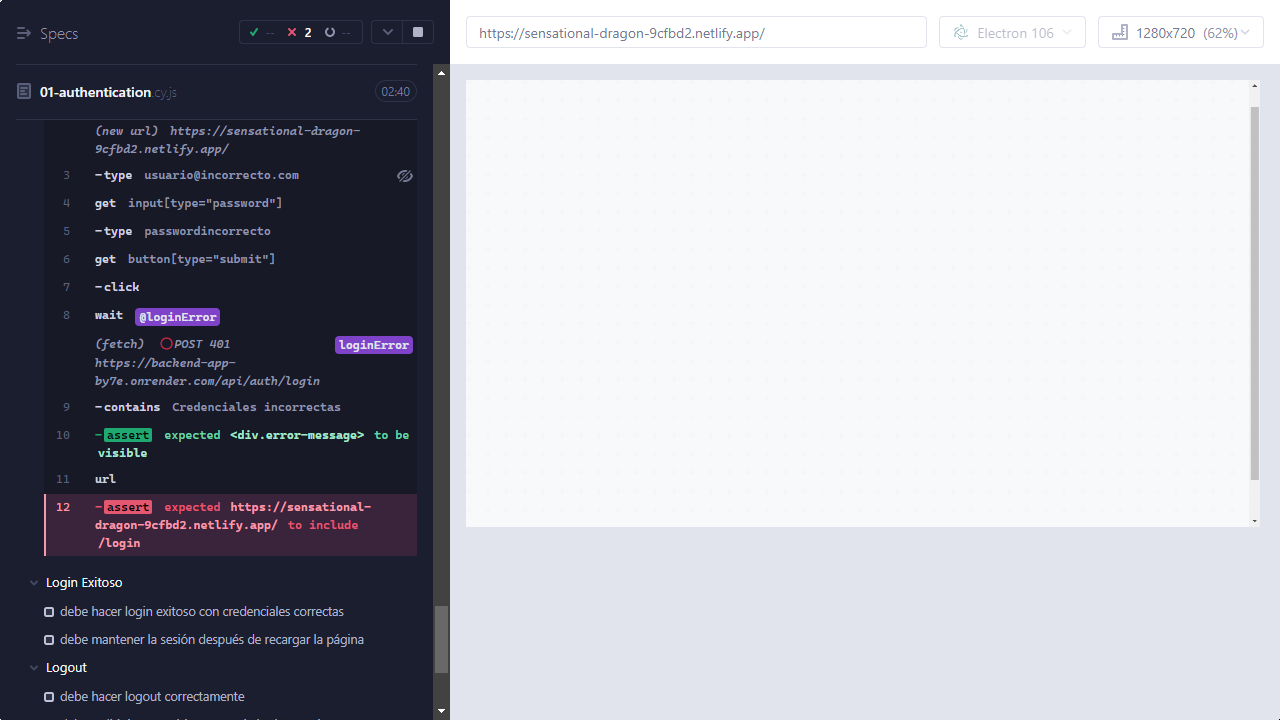 Specs
-- 2 --
https://sensational-dragon-9cfbd2.netlify.app/
Electron 106
1280x720 (62%)
01-authentication.cy.js
02:40
(new url) https://sensational-dragon-
9cfbd2.netlify.app/
3 -type usuario@incorrecto.com
4 get input[type="password"]
5 -type passwordincorrecto
6 get button[type="submit"]
7 -click
8 wait @loginError
(fetch) POST 401 loginError
https://backend-app-
by7e.onrender.com/api/auth/login
9 -contains Credenciales incorrectas
10 -assert expected <div.error-message> to be
visible
11 url
12 -assert expected https://sensational-
dragon-9cfbd2.netlify.app/ to include
/login
Login Exitoso
debe hacer login exitoso con credenciales correctas
debe mantener la sesión después de recargar la página
Logout
debe hacer logout correctamente